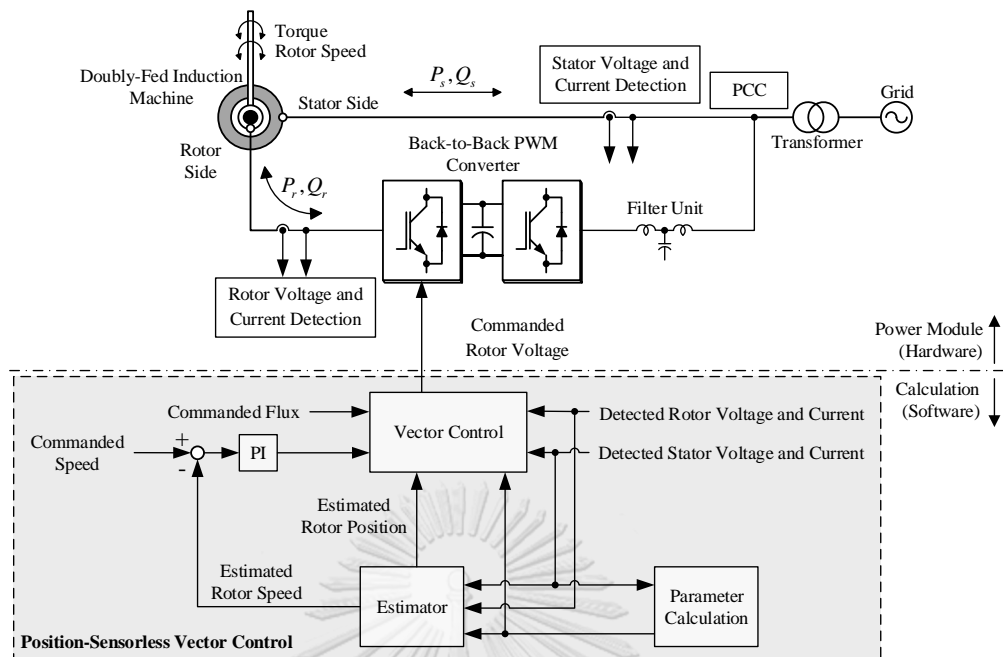 Torque
Rotor Speed
Doubly-Fed Induction
Machine
Stator Side
Rotor
Side
P_s, Q_s
Stator Voltage and
Current Detection
PCC
Grid
Transformer
Back-to-Back PWM
Converter
P_r, Q_r
Filter Unit
Rotor Voltage and
Current Detection
Commanded
Rotor Voltage
Power Module
(Hardware)
Calculation
(Software)
Commanded Flux
Vector Control
Detected Rotor Voltage and Current
Commanded
Speed
+
-
PI
Detected Stator Voltage and Current
Estimated
Rotor Position
Estimated
Rotor Speed
Estimator
Parameter
Calculation
Position-Sensorless Vector Control